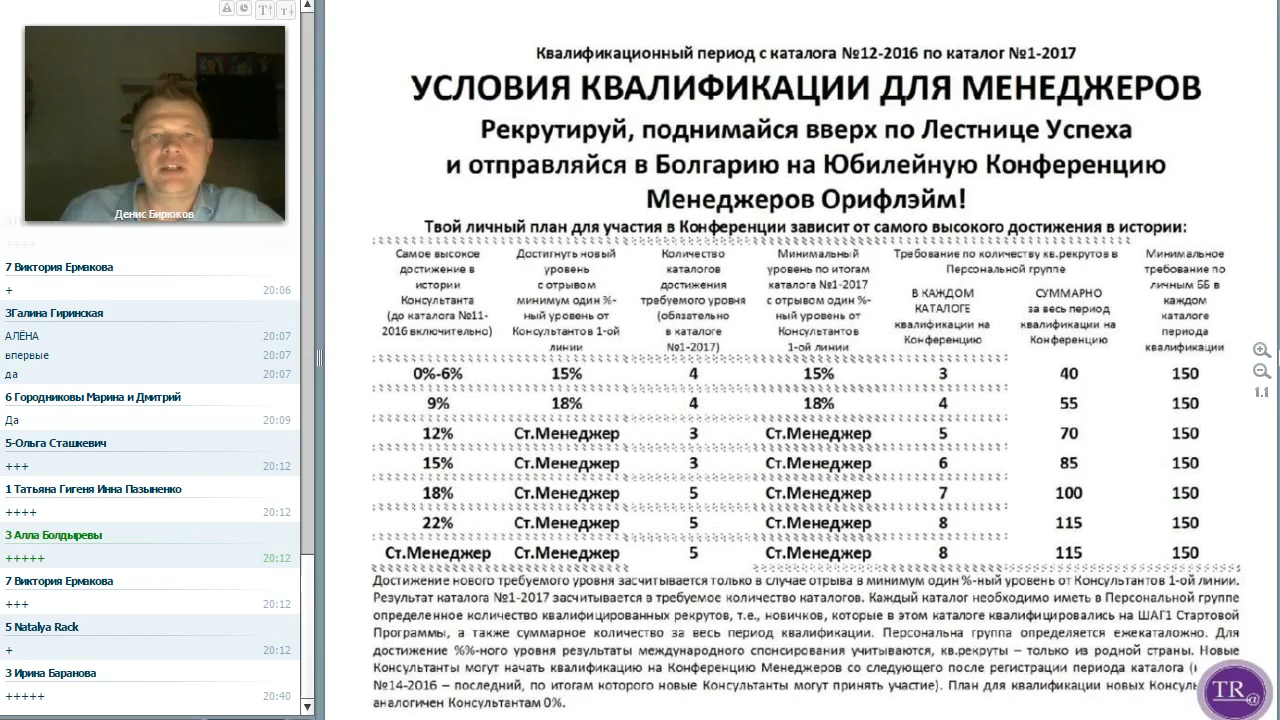 Денис Бирюков
7 Виктория Ермакова
+ 20:06
3Галина Гиринская
АЛЁНА 20:07
впервые 20:07
да 20:07
6 Городниковы Марина и Дмитрий
Да 20:09
5-Ольга Сташкевич
+++ 20:12
1 Татьяна Гигеня Инна Пазыненко
++++ 20:12
3 Алла Болдыревы
+++++ 20:12
7 Виктория Ермакова
+++ 20:12
5 Natalya Rack
+ 20:12
3 Ирина Баранова
+++++ 20:40
Квалификационный период с каталога №12-2016 по каталог №1-2017
УСЛОВИЯ КВАЛИФИКАЦИИ ДЛЯ МЕНЕДЖЕРОВ
Рекрутируй, поднимайся вверх по Лестнице Успеха
и отправляйся в Болгарию на Юбилейную Конференцию
Менеджеров Орифлэйм!
Твой личный план для участия в Конференции зависит от самого высокого достижения в истории:
Самое высокое
достижение в
истории
Консультанта
(до каталога №11-
2016 включительно)
Достигнуть новый
уровень
с отрывом
минимум один %-
ный уровень от
Консультантов 1-ой
линии
Количество
каталогов
достижения
требуемого уровня
(обязательно
в каталоге
№1-2017)
Минимальный
уровень по итогам
каталога №1-2017
с отрывом один %-
ный уровень от
Консультантов
1-ой линии
Требование по количеству кв.рекрутов в
Персональной группе
В КАЖДОМ
КАТАЛОГЕ
квалификации на
Конференцию
СУММАРНО
за весь период
квалификации на
Конференцию
Минимальное
требование по
личным ББ в
каждом
каталоге
периода
квалификации
0%-6% 15% 4 15% 3 40 150
9% 18% 4 18% 4 55 150
12% Ст.Менеджер 3 Ст.Менеджер 5 70 150
15% Ст.Менеджер 3 Ст.Менеджер 6 85 150
18% Ст.Менеджер 5 Ст.Менеджер 7 100 150
22% Ст.Менеджер 5 Ст.Менеджер 8 115 150
Ст.Менеджер Ст.Менеджер 5 Ст.Менеджер 8 115 150
Достижение нового требуемого уровня засчитывается только в случае отрыва в минимум один %-ный уровень от Консультантов 1-ой линии.
Результат каталога №1-2017 засчитывается в требуемое количество каталогов. Каждый каталог необходимо иметь в Персональной группе
определенное количество квалифицированных рекрутов, т.е., новичков, которые в этом каталоге квалифицировались на ШАГ1 Стартовой
Программы, а также суммарное количество за весь период квалификации. Персональна группа определяется ежекаталожно. Для
достижение %%-ного уровня результаты международного спонсирования учитываются, кв.рекруты – только из родной страны. Новые
Консультанты могут начать квалификацию на Конференцию Менеджеров со следующего после регистрации периода каталога (
№14-2016 – последний, по итогам которого новые Консультанты могут принять участие). План для квалификации новых Консуль
аналогичен Консультантам 0%.
TR@
1:1